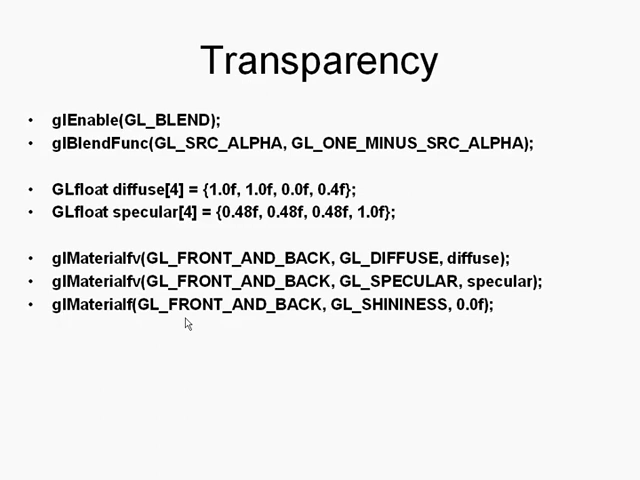 Transparency
• glEnable(GL_BLEND);
• glBlendFunc(GL_SRC_ALPHA, GL_ONE_MINUS_SRC_ALPHA);
• GLfloat diffuse[4] = {1.0f, 1.0f, 0.0f, 0.4f};
• GLfloat specular[4] = {0.48f, 0.48f, 0.48f, 1.0f};
• glMaterialfv(GL_FRONT_AND_BACK, GL_DIFFUSE, diffuse);
• glMaterialfv(GL_FRONT_AND_BACK, GL_SPECULAR, specular);
• glMaterialf(GL_FRONT_AND_BACK, GL_SHININESS, 0.0f);